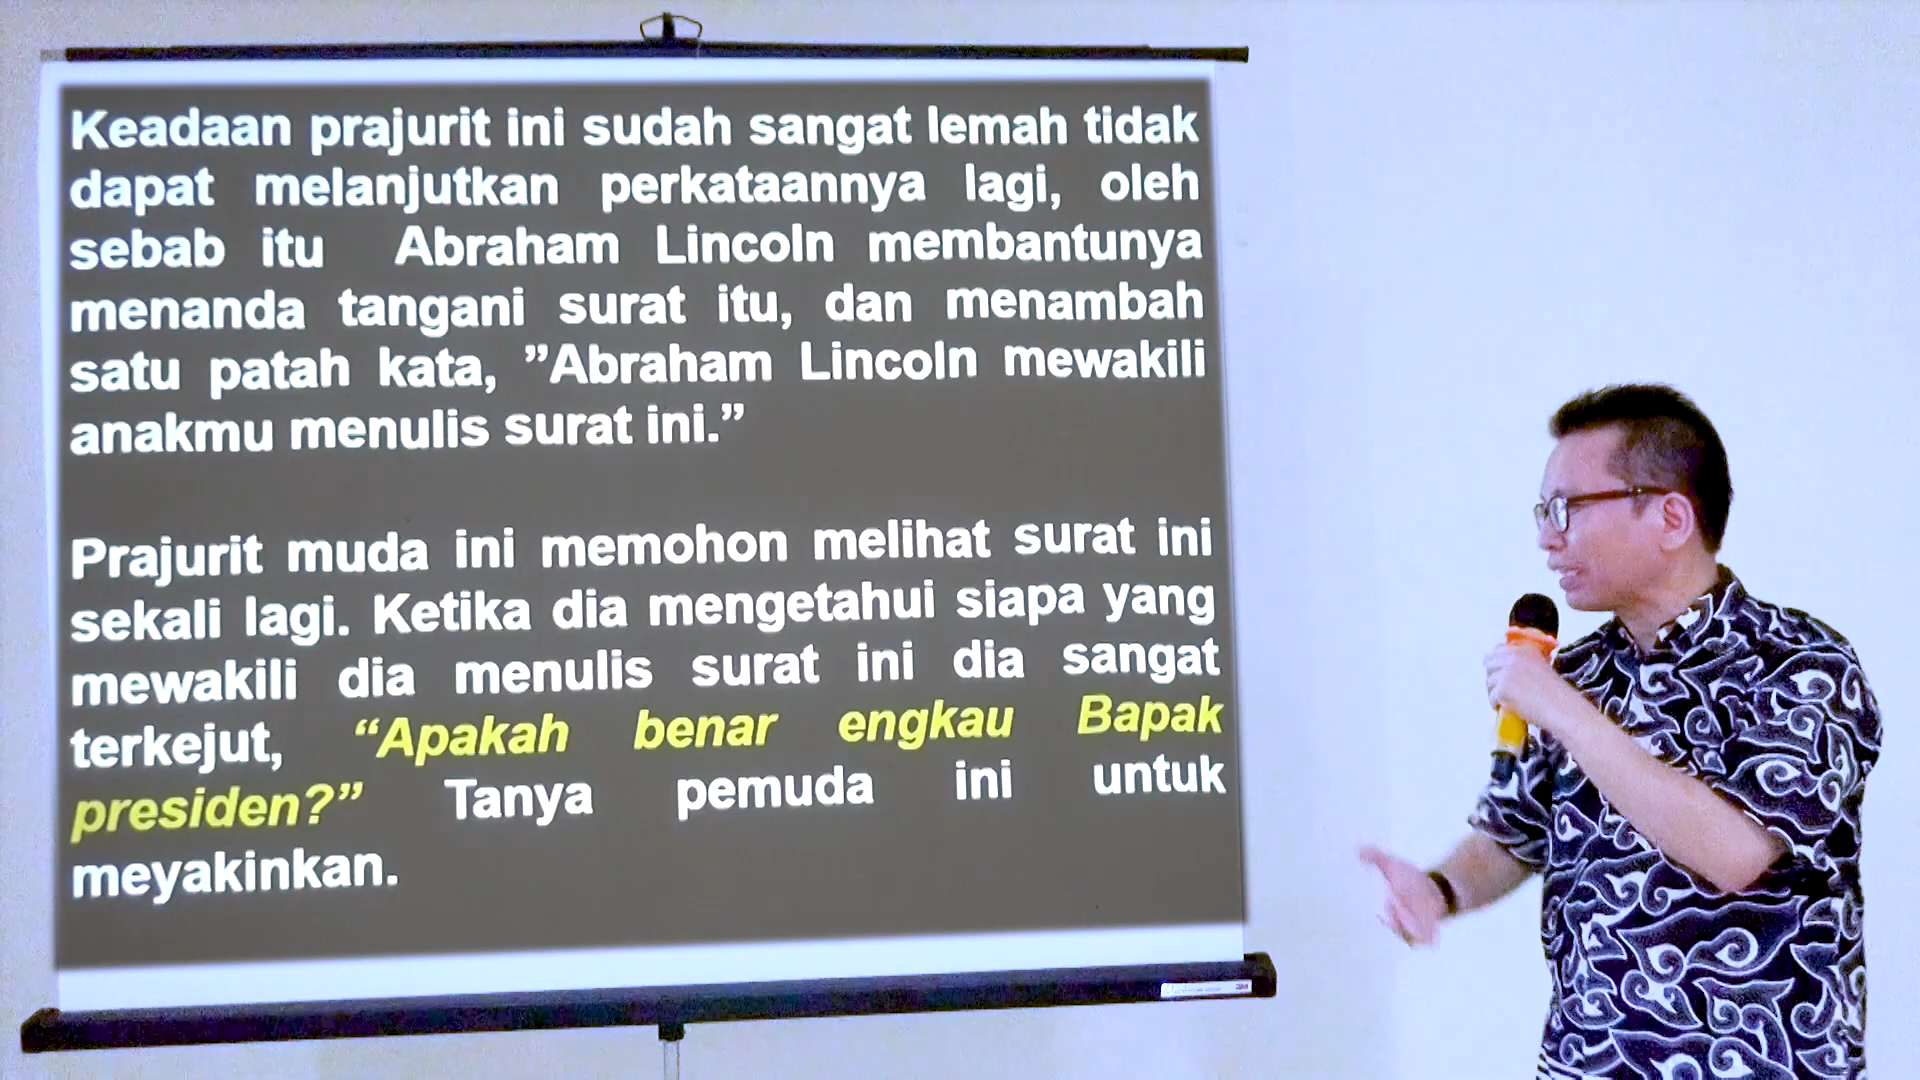 Keadaan prajurit ini sudah sangat lemah tidak
dapat melanjutkan perkataannya lagi, oleh
sebab itu Abraham Lincoln membantunya
menanda tangani surat itu, dan menambah
satu patah kata, ”Abraham Lincoln mewakili
anakmu menulis surat ini.”
Prajurit muda ini memohon melihat surat ini
sekali lagi. Ketika dia mengetahui siapa yang
mewakili dia menulis surat ini dia sangat
terkejut, “Apakah benar engkau Bapak
presiden?” Tanya pemuda ini untuk
meyakinkan.